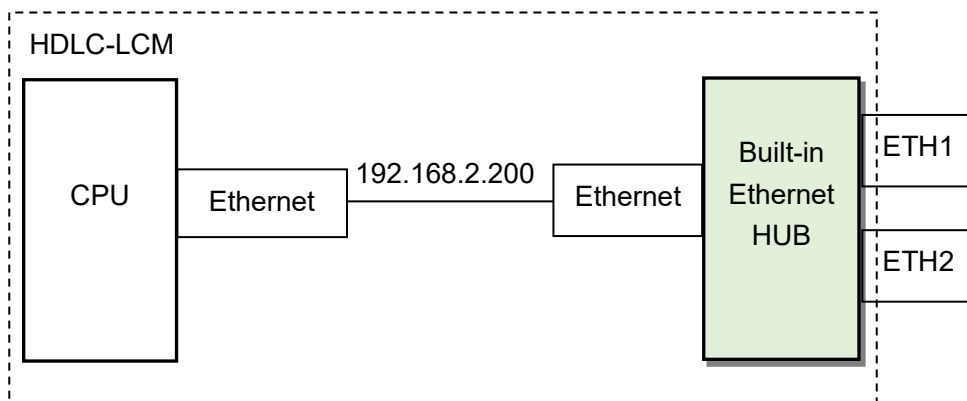 HDLC-LCM
CPU
Ethernet
192.168.2.200
Ethernet
Built-in
Ethernet
HUB
ETH1
ETH2